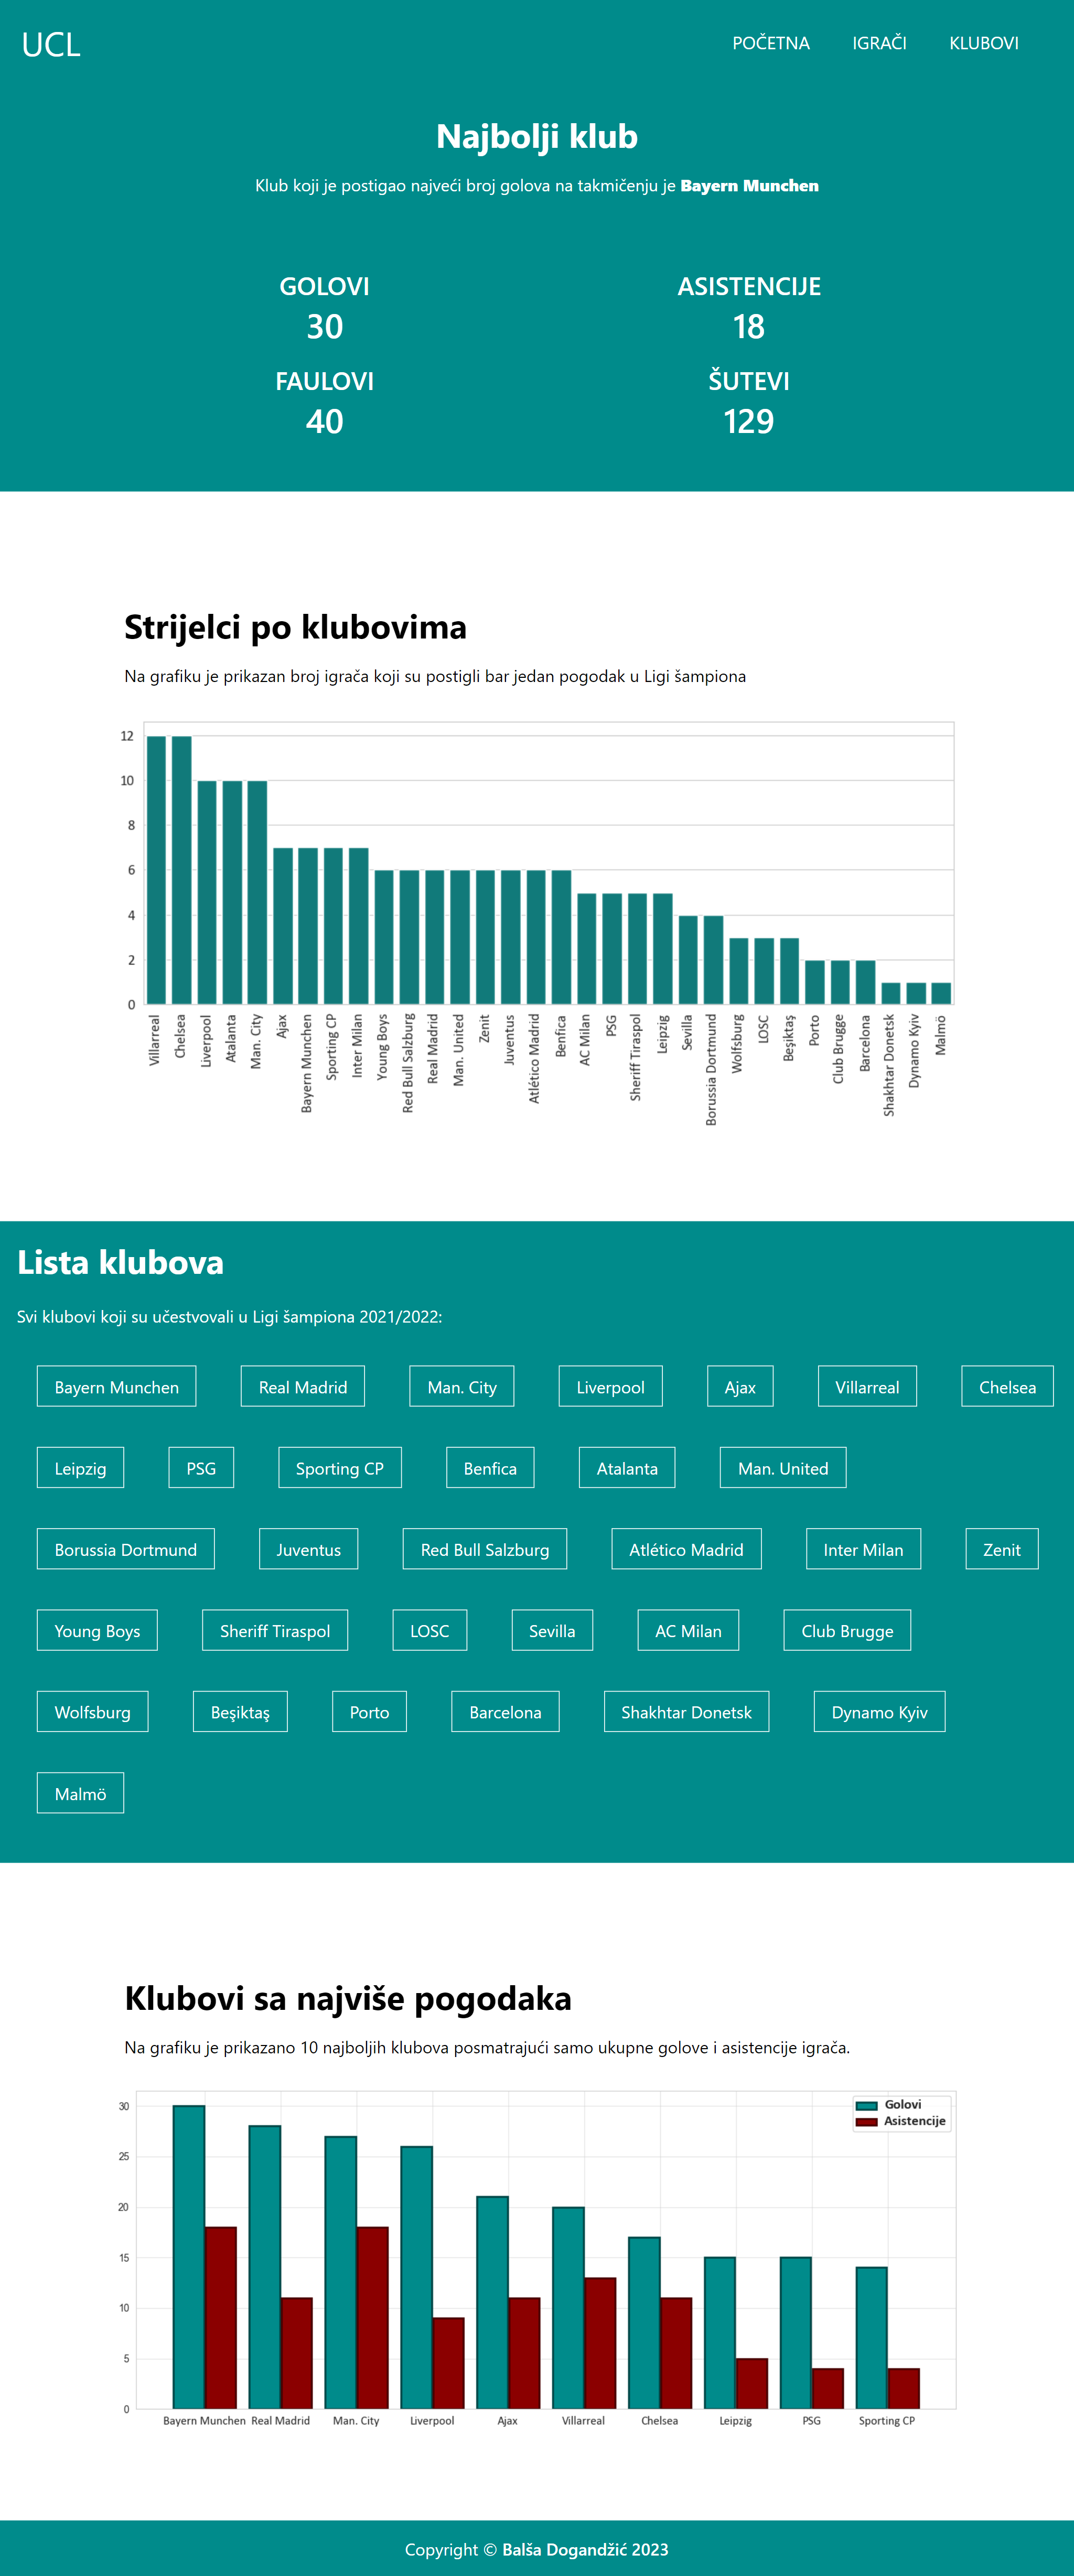 UCL
POČETNA IGRAČI KLUBOVI
Najbolji klub
Klub koji je postigao najveći broj golova na takmičenju je Bayern Munchen
GOLOVI ASISTENCIJE
30 18
FAULOVI ŠUTEVI
40 129
Strijelci po klubovima
Na grafiku je prikazan broj igrača koji su postigli bar jedan pogodak u Ligi šampiona
12
10
8
6
4
2
0
Villarreal
Chelsea
Liverpool
Atalanta
Man. City
Ajax
Bayern Munchen
Sporting CP
Inter Milan
Young Boys
Red Bull Salzburg
Real Madrid
Man. United
Zenit
Juventus
Atlético Madrid
Benfica
AC Milan
PSG
Sheriff Tiraspol
Leipzig
Sevilla
Borussia Dortmund
Wolfsburg
LOSC
Beşiktaş
Porto
Club Brugge
Barcelona
Shakhtar Donetsk
Dynamo Kyiv
Malmö
Lista klubova
Svi klubovi koji su učestvovali u Ligi šampiona 2021/2022:
Bayern Munchen Real Madrid Man. City Liverpool Ajax Villarreal Chelsea
Leipzig PSG Sporting CP Benfica Atalanta Man. United
Borussia Dortmund Juventus Red Bull Salzburg Atlético Madrid Inter Milan Zenit
Young Boys Sheriff Tiraspol LOSC Sevilla AC Milan Club Brugge
Wolfsburg Beşiktaş Porto Barcelona Shakhtar Donetsk Dynamo Kyiv
Malmö
Klubovi sa najviše pogodaka
Na grafiku je prikazano 10 najboljih klubova posmatrajući samo ukupne golove i asistencije igrača.
Golovi
Asistencije
30
25
20
15
10
5
0
Bayern Munchen Real Madrid Man. City Liverpool Ajax Villarreal Chelsea Leipzig PSG Sporting CP
Copyright © Balša Dogandžić 2023